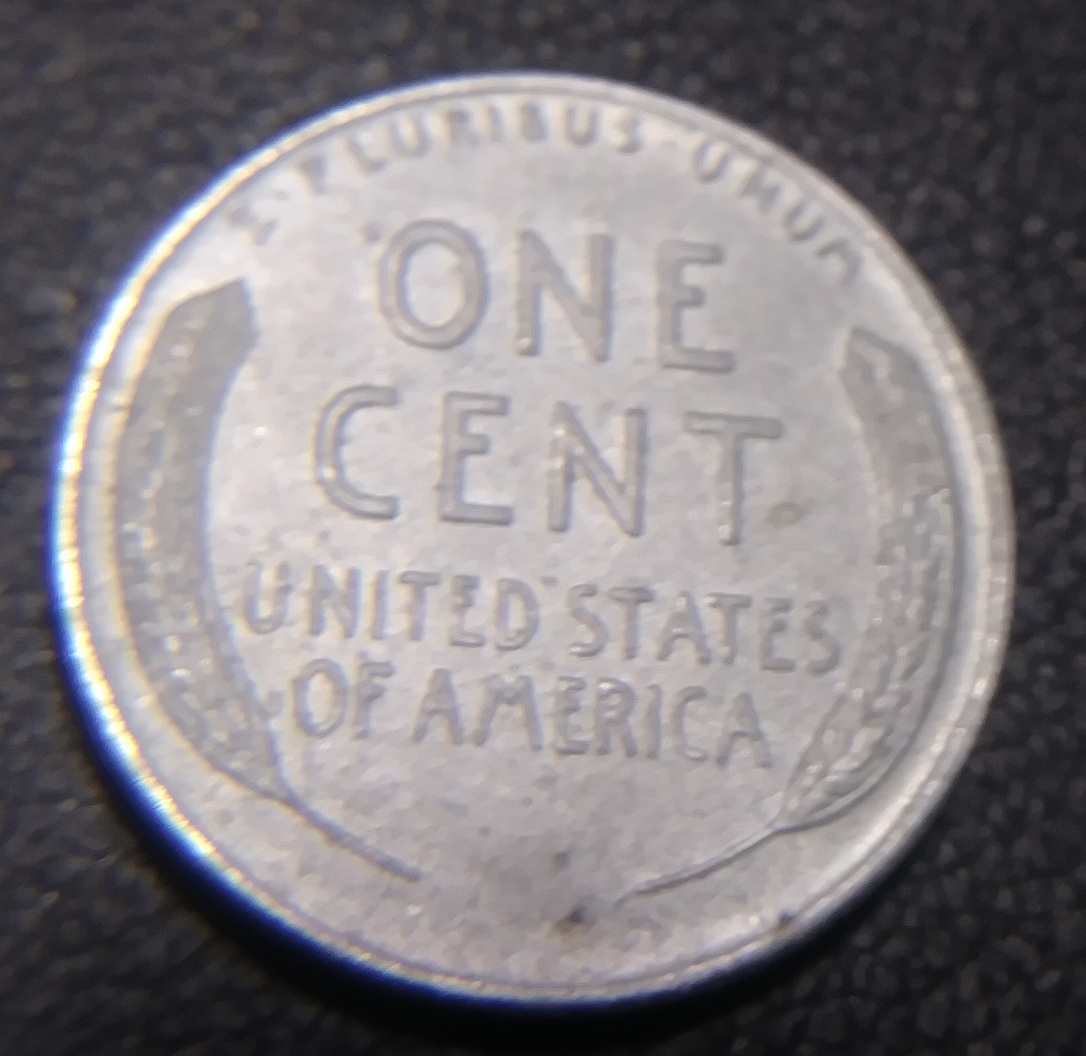 E·PLURIBUS·UNUM
ONE
CENT
UNITED STATES
OF AMERICA